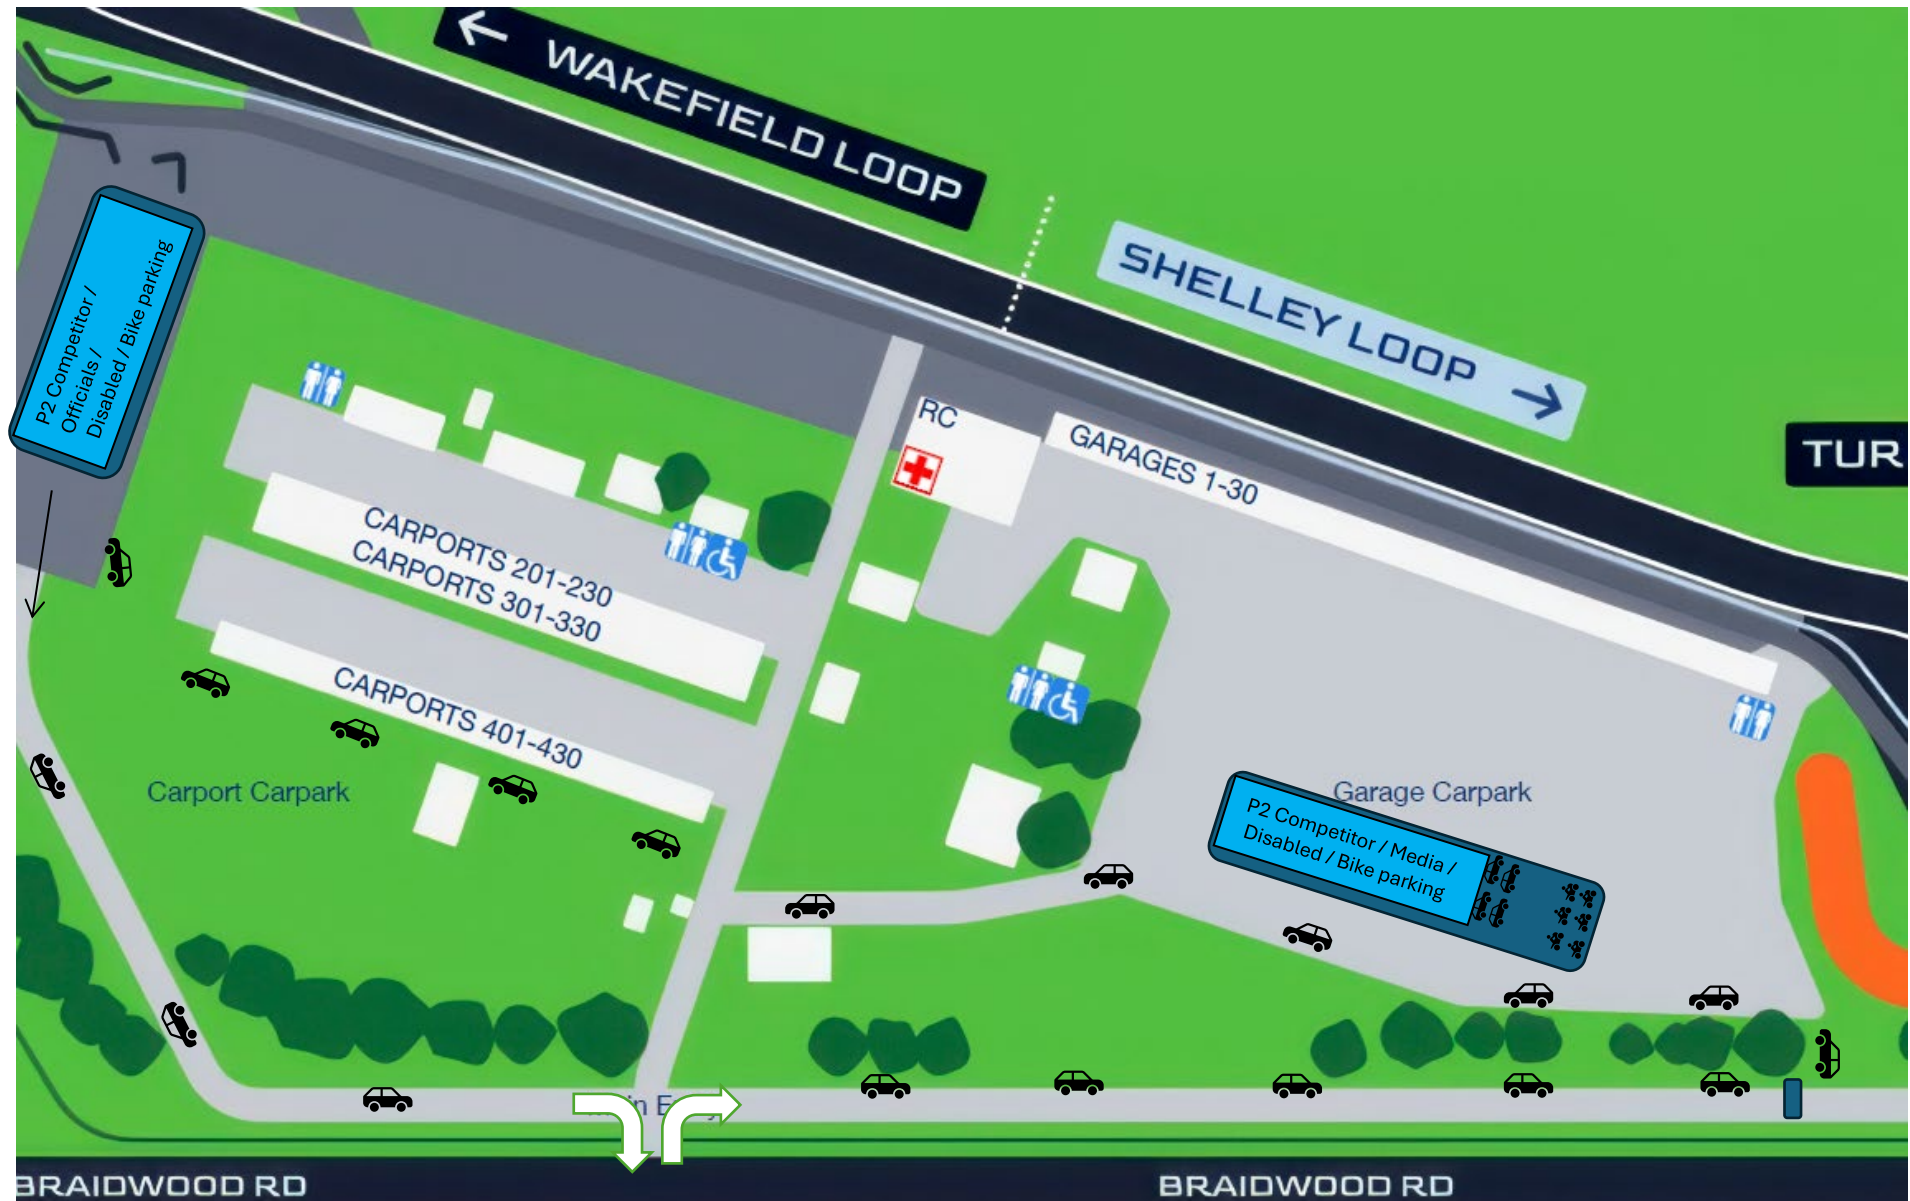 WAKEFIELD LOOP
SHELLEY LOOP
TUR
P2 Competitor /
Officials /
Disabled / Bike parking
RC
GARAGES 1-30
CARPORTS 201-230
CARPORTS 301-330
CARPORTS 401-430
Carport Carpark
Garage Carpark
P2 Competitor / Media /
Disabled / Bike parking
BRAIDWOOD RD
BRAIDWOOD RD